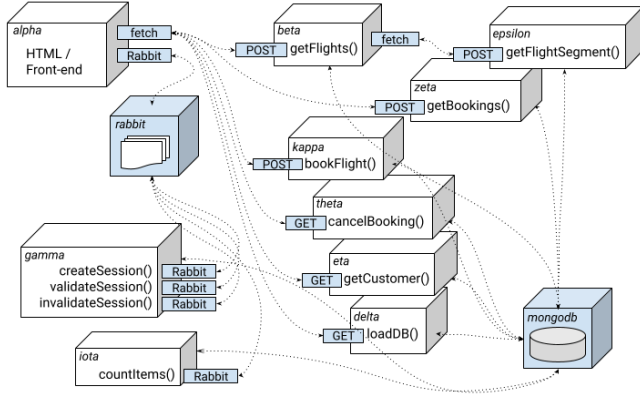 alpha
HTML /
Front-end
fetch
Rabbit
beta
getFlights()
POST
fetch
epsilon
getFlightSegment()
POST
zeta
getBookings()
POST
rabbit
kappa
bookFlight()
POST
theta
cancelBooking()
GET
gamma
createSession()
Rabbit
validateSession()
Rabbit
invalidateSession()
Rabbit
eta
getCustomer()
GET
delta
loadDB()
GET
mongodb
iota
countItems()
Rabbit